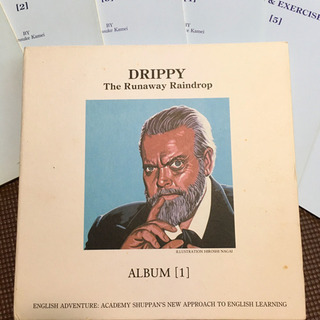 [2]
BY
& EXERCISE
[5]
DRIPPY
The Runaway Raindrop
ILLUSTRATION HIROSHI NAGAI
ALBUM [1]
ENGLISH ADVENTURE: ACADEMY SHUPPAN'S NEW APPROACH TO ENGLISH LEARNING